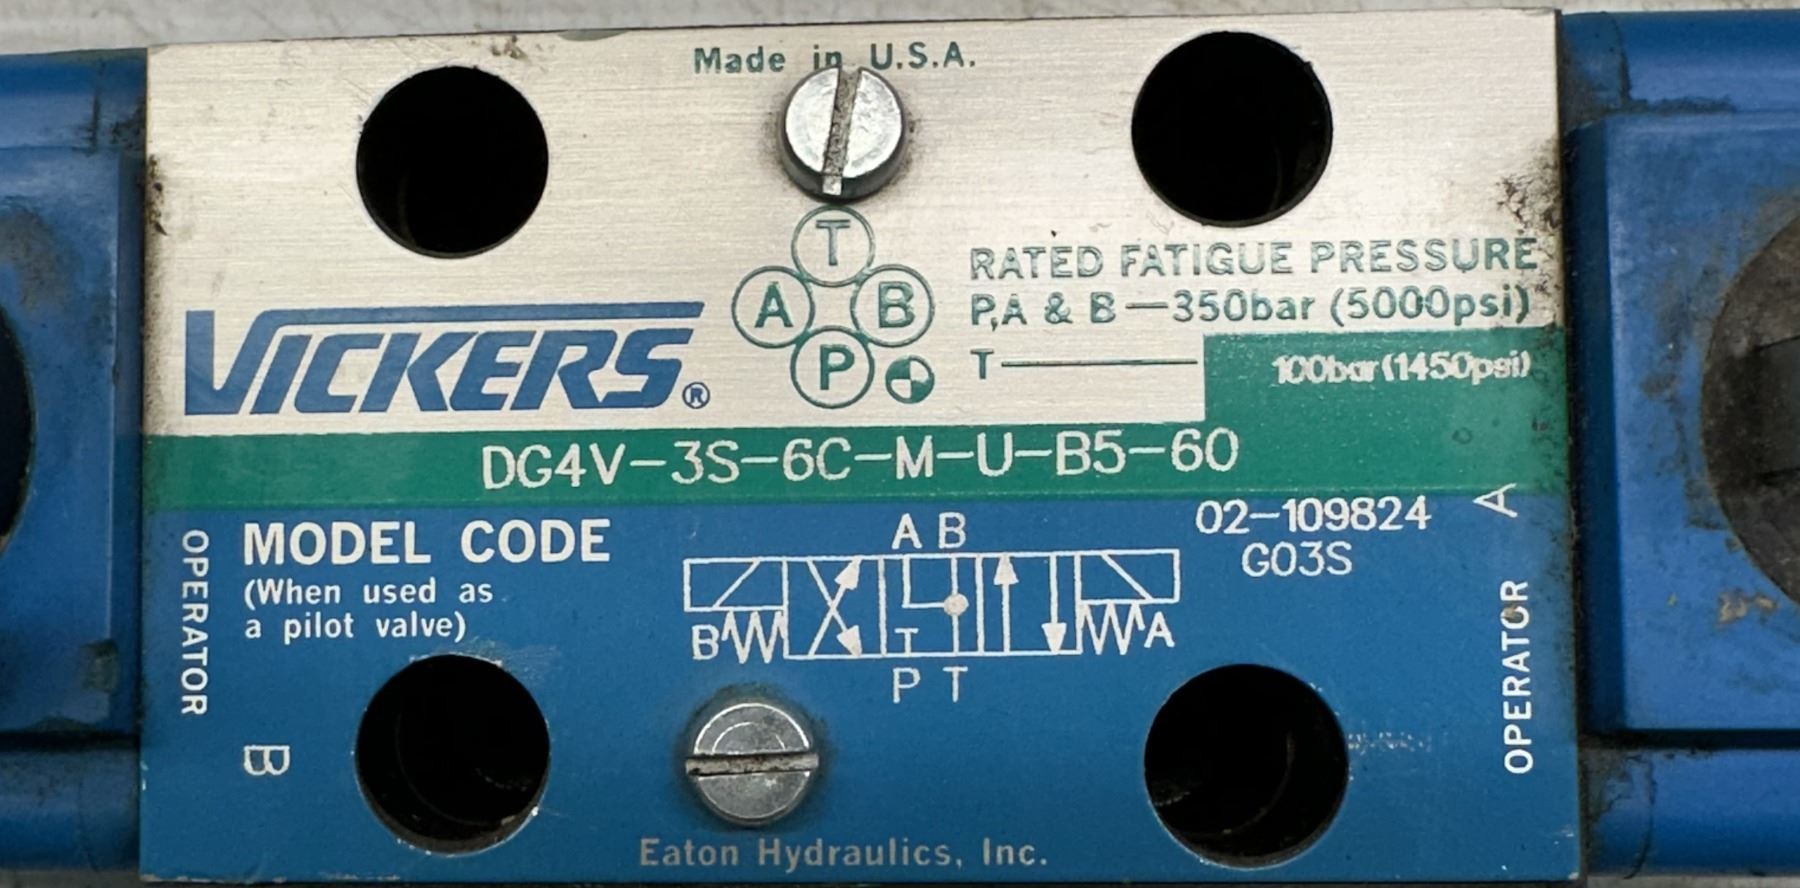 Made in U.S.A.
T
A B
P
RATED FATIGUE PRESSURE
P,A & B—350bar (5000psi)
T— 100bar (1450psi)
VICKERS®
DG4V-3S-6C-M-U-B5-60
MODEL CODE
(When used as
a pilot valve)
OPERATOR
B
A B
B T A
P T
02-109824
G03S
OPERATOR A
Eaton Hydraulics, Inc.